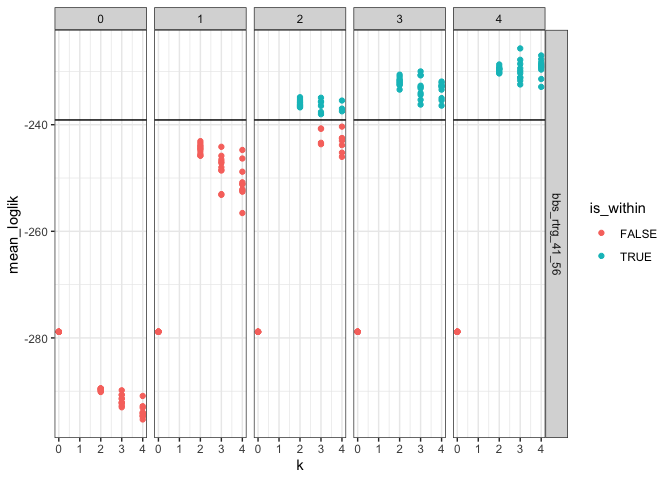 0 1 2 3 4
-240
-260
-280
mean_loglik
bbs_rtrg_41_56
0 1 2 3 4 0 1 2 3 4 0 1 2 3 4 0 1 2 3 4 0 1 2 3 4
k
is_within
FALSE
TRUE